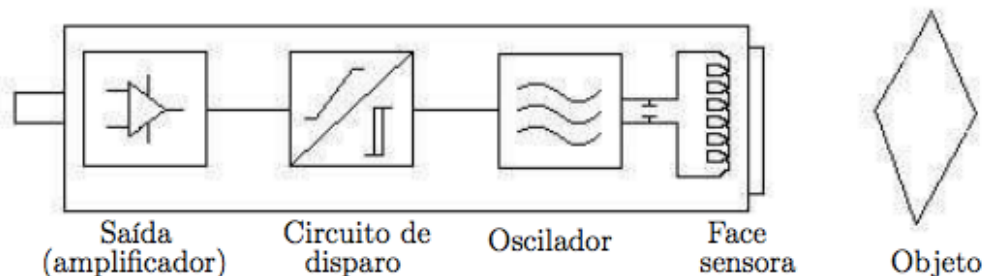 Saída
(amplificador)
Circuito de
disparo
Oscilador
Face
sensora
Objeto